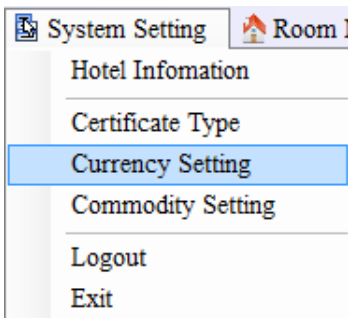 System Setting Room
Hotel Infomation
Certificate Type
Currency Setting
Commodity Setting
Logout
Exit